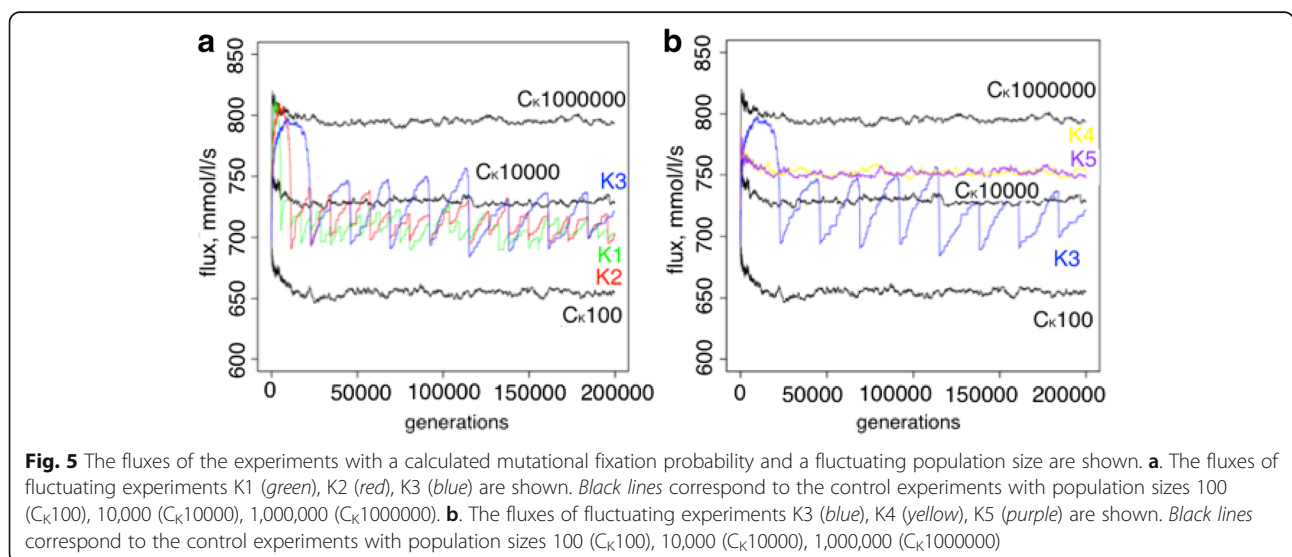 a
flux, mmol/l/s
850
800
750
700
650
600
CK1000000
CK10000
K3
K1
K2
CK100
0 50000 100000 150000 200000
generations
b
flux, mmol/l/s
850
800
750
700
650
600
CK1000000
K4
K5
CK10000
K3
CK100
0 50000 100000 150000 200000
generations
Fig. 5 The fluxes of the experiments with a calculated mutational fixation probability and a fluctuating population size are shown. a. The fluxes of
fluctuating experiments K1 (green), K2 (red), K3 (blue) are shown. Black lines correspond to the control experiments with population sizes 100
(CK100), 10,000 (CK10000), 1,000,000 (CK1000000). b. The fluxes of fluctuating experiments K3 (blue), K4 (yellow), K5 (purple) are shown. Black lines
correspond to the control experiments with population sizes 100 (CK100), 10,000 (CK10000), 1,000,000 (CK1000000)